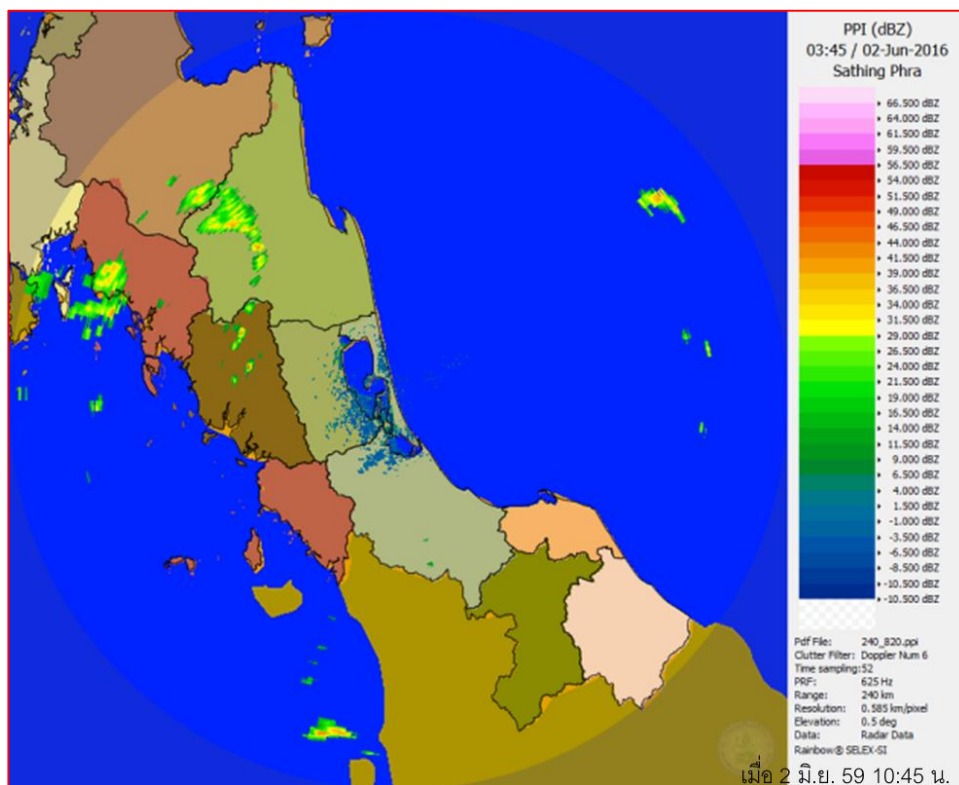 PPI (dBZ)
03:45 / 02-Jun-2016
Sathing Phra
66.500 dBZ
64.000 dBZ
61.500 dBZ
59.500 dBZ
56.500 dBZ
54.000 dBZ
51.500 dBZ
49.000 dBZ
46.500 dBZ
44.000 dBZ
41.500 dBZ
39.000 dBZ
36.500 dBZ
34.000 dBZ
31.500 dBZ
29.000 dBZ
26.500 dBZ
24.000 dBZ
21.500 dBZ
19.000 dBZ
16.500 dBZ
14.000 dBZ
11.500 dBZ
9.000 dBZ
6.500 dBZ
4.000 dBZ
1.500 dBZ
-1.000 dBZ
-3.500 dBZ
-6.500 dBZ
-8.500 dBZ
-10.500 dBZ
-10.500 dBZ
Pdf File: 240_820.ppi
Clutter Filter: Doppler Num 6
Time sampling:52
PRF: 625 Hz
Range: 240 km
Resolution: 0.585 km/pixel
Elevation: 0.5 deg
Data: Radar Data
Rainbow® SELEX-SI
เมื่อ 2 มิ.ย. 59 10:45 น.